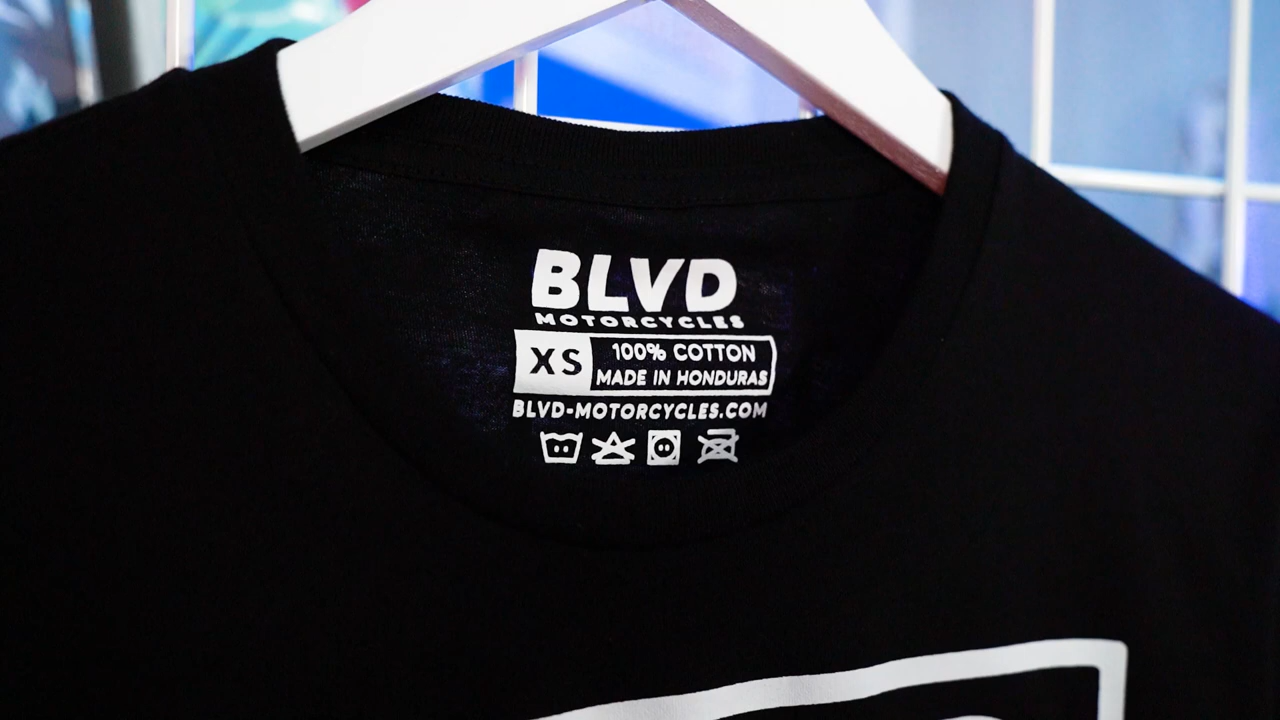 BLVD
MOTORCYCLES
XS
100% COTTON
MADE IN HONDURAS
BLVD-MOTORCYCLES.COM